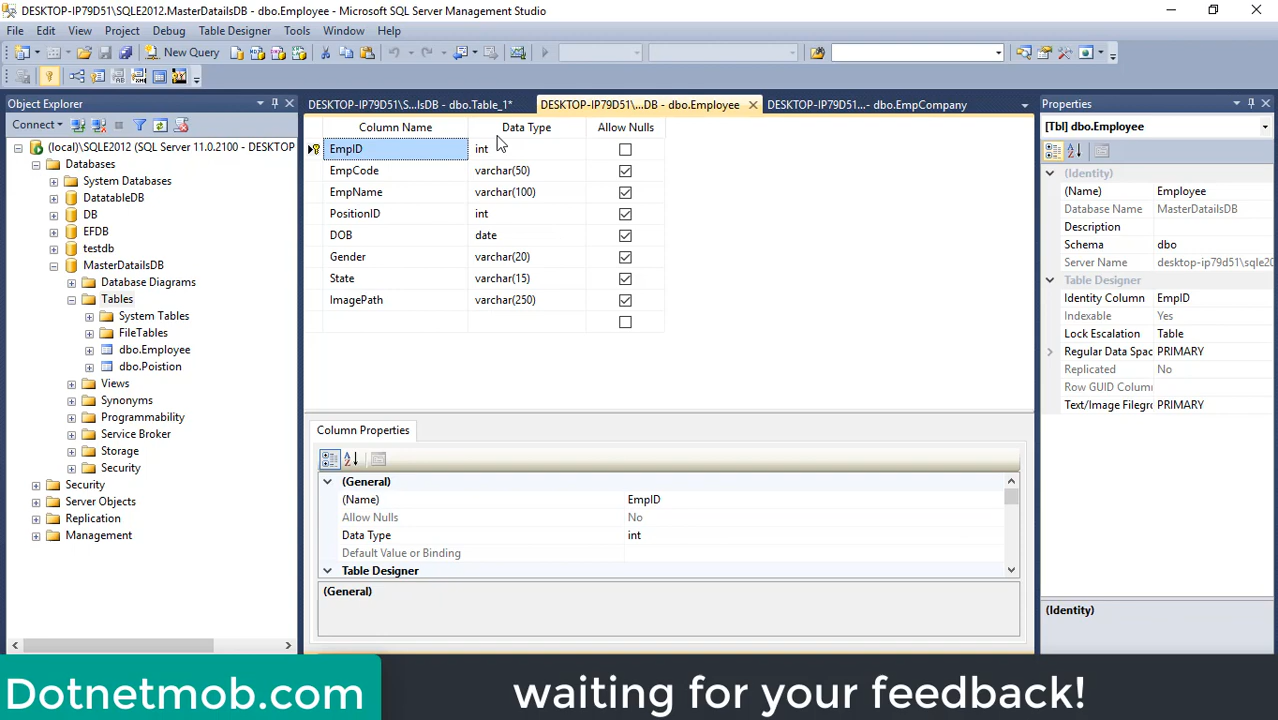 DESKTOP-IP79D51\SQLE2012.MasterDatailsDB - dbo.Employee - Microsoft SQL Server Management Studio
File Edit View Project Debug Table Designer Tools Window Help
New Query
Object Explorer
DESKTOP-IP79D51\S...lsDB - dbo.Table_1*
DESKTOP-IP79D51\...DB - dbo.Employee
DESKTOP-IP79D51... - dbo.EmpCompany
Properties
Connect
(local)\SQLE2012 (SQL Server 11.0.2100 - DESKTOP
Databases
System Databases
DatatableDB
DB
EFDB
testdb
MasterDatailsDB
Database Diagrams
Tables
System Tables
FileTables
dbo.Employee
dbo.Poistion
Views
Synonyms
Programmability
Service Broker
Storage
Security
Security
Server Objects
Replication
Management
Column Name Data Type Allow Nulls
EmpID int
EmpCode varchar(50)
EmpName varchar(100)
PositionID int
DOB date
Gender varchar(20)
State varchar(15)
ImagePath varchar(250)
Column Properties
(General)
(Name) EmpID
Allow Nulls No
Data Type int
Default Value or Binding
Table Designer
(General)
[Tbl] dbo.Employee
(Identity)
(Name) Employee
Database Name MasterDatailsDB
Description
Schema dbo
Server Name desktop-ip79d51\sqle20
Table Designer
Identity Column EmpID
Indexable Yes
Lock Escalation Table
Regular Data Spac PRIMARY
Replicated No
Row GUID Column
Text/Image Filegro PRIMARY
(Identity)
Dotnetmob.com
waiting for your feedback!